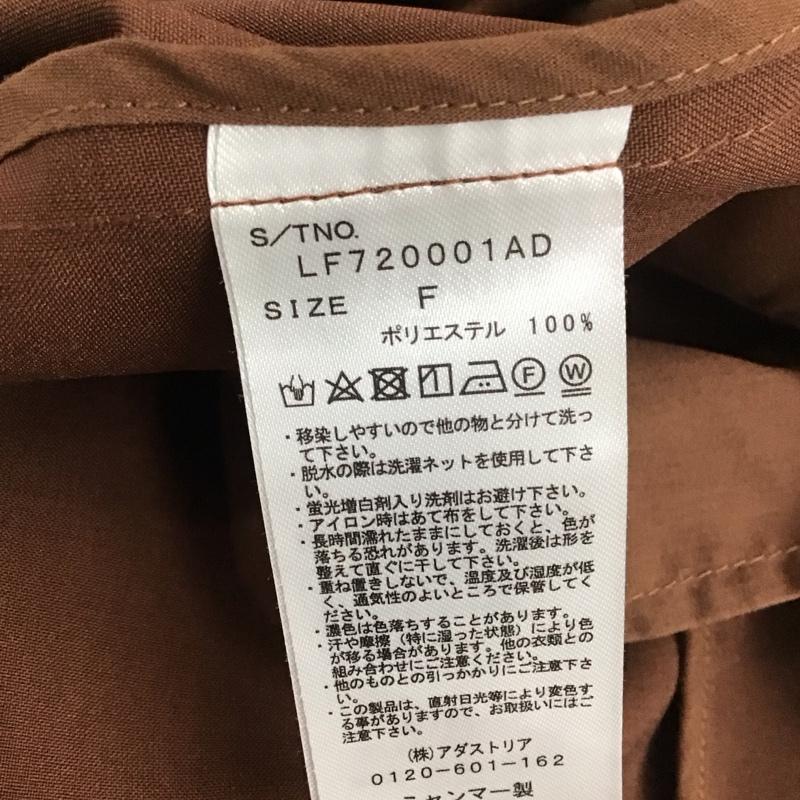 S/TNO.
LF720001AD
SIZE F
ポリエステル 100%
F W
・移染しやすいので他の物と分けて洗っ
て下さい。
・脱水の際は洗濯ネットを使用して下さ
い。
・蛍光増白剤入り洗剤はお避け下さい。
・アイロン時はあて布をして下さい。
・長時間濡れたままにしておくと、色が
落ちる恐れがあります。洗濯後は形を
整えて直ぐに干して下さい。
・重ね置きしないで、温度及び湿度が低
く、通気性のよいところで保管してく
ださい。
・濃色は色落ちすることがあります。
・汗や摩擦（特に湿った状態）により色
が移る場合があります。他の衣類との
組み合わせにご注意ください。
・他のものとの引っかかりにご注意下さ
い。
・この製品は、直射日光等により変色す
る事がありますので、お取扱いにはご
注意下さい。
(株)アダストリア
0120-601-162
ミャンマー製